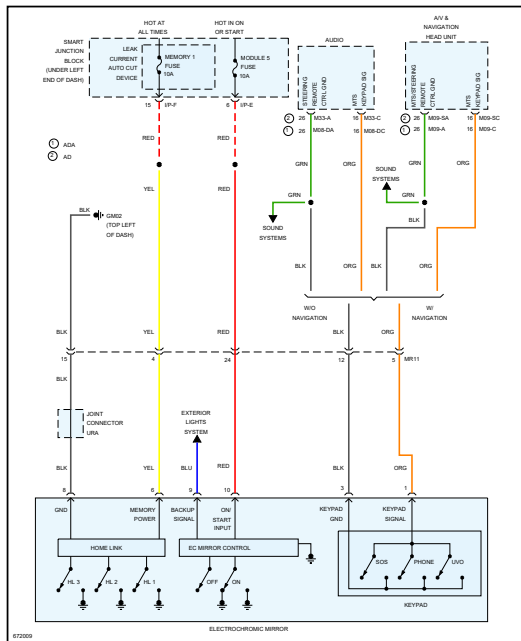 HOT AT
ALL TIMES
HOT IN ON
OR START
SMART
JUNCTION
BLOCK
(UNDER LEFT
END OF DASH)
LEAK
CURRENT
AUTO CUT
DEVICE
MEMORY 1
FUSE
10A
MODULE 5
FUSE
10A
15 I/P-F
6 I/P-E
AUDIO
STEERING
REMOTE
CTRL GND
MTS
KEYPAD SIG
A/V &
NAVIGATION
HEAD UNIT
MTS/STEERING
REMOTE
CTRL GND
MTS
KEYPAD SIG
2 26 M33-A
16 M33-C
2 26 M09-SA
16 M09-SC
1 26 M08-DA
16 M08-DC
1 26 M09-A
16 M09-C
RED
RED
1 ADA
2 AD
GRN
ORG
SOUND
SYSTEMS
GRN
ORG
YEL
RED
GRN
GRN
BLK
GM02
(TOP LEFT
OF DASH)
SOUND
SYSTEMS
BLK
BLK
ORG
BLK
ORG
W/O
NAVIGATION
W/
NAVIGATION
BLK
YEL
RED
BLK
ORG
15
4
24
12
5
MR11
BLK
JOINT
CONNECTOR
URA
EXTERIOR
LIGHTS
SYSTEM
BLK
YEL
BLU
RED
BLK
ORG
8
6
9
10
3
1
GND
MEMORY
POWER
BACKUP
SIGNAL
ON/
START
INPUT
KEYPAD
GND
KEYPAD
SIGNAL
HOME LINK
EC MIRROR CONTROL
HL 3
HL 2
HL 1
OFF
ON
SOS
PHONE
UVO
KEYPAD
ELECTROCHROMIC MIRROR
672009